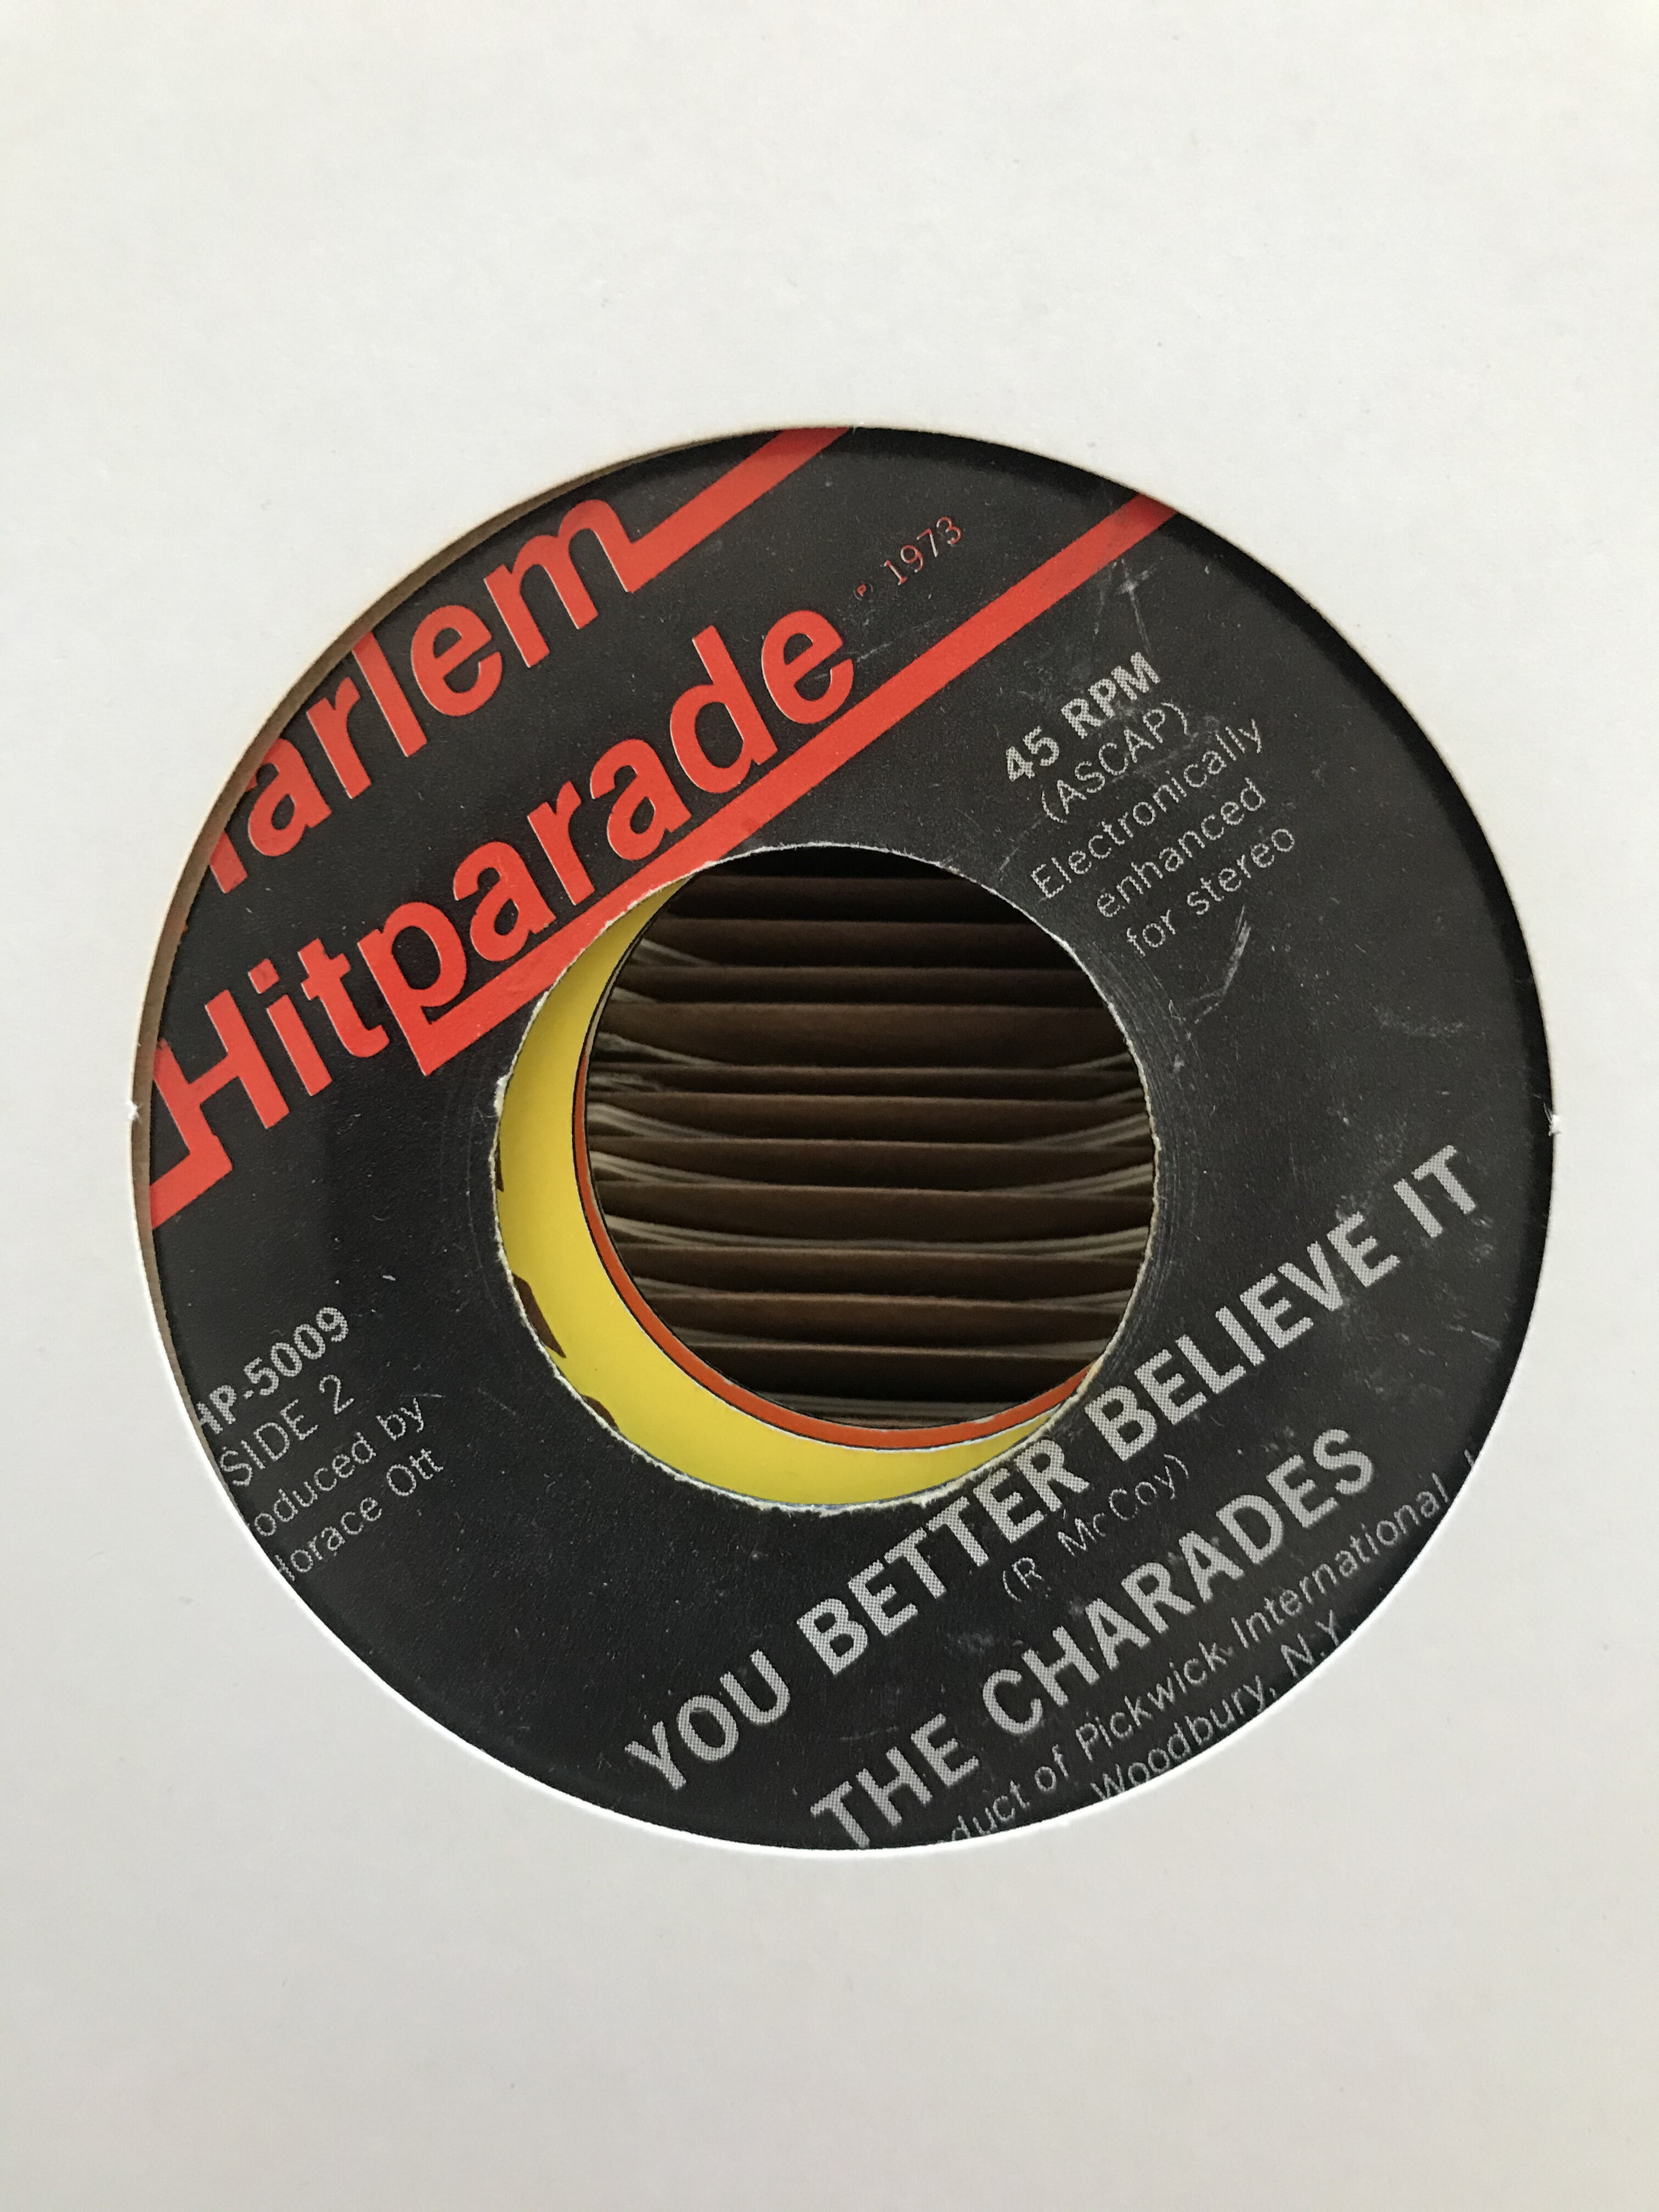 Harlem
Hitparade
℗ 1973
45 RPM
(ASCAP)
Electronically
enhanced
for stereo
HP-5009
SIDE 2
oduced by
Horace Ott
YOU BETTER BELIEVE IT
(R McCoy)
THE CHARADES
duct of Pickwick International
Woodbury, N.Y.